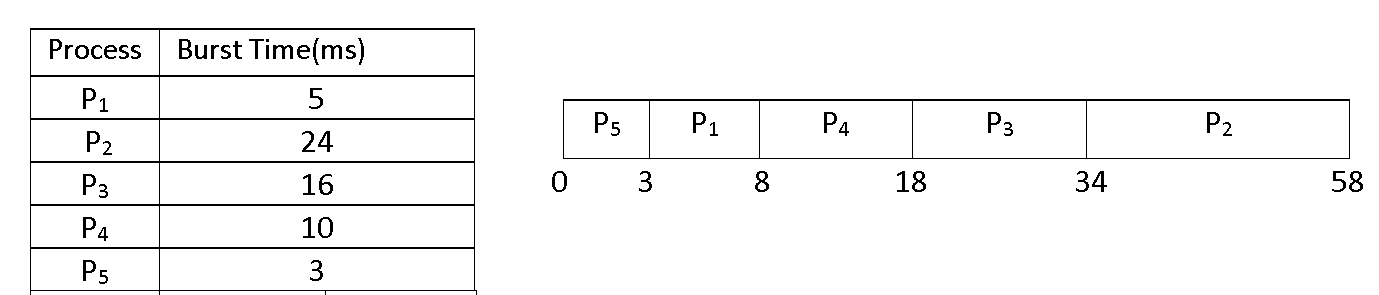 Process Burst Time(ms)
P₁ 5
P₂ 24
P₃ 16
P₄ 10
P₅ 3
P₅ P₁ P₄ P₃ P₂
0 3 8 18 34 58